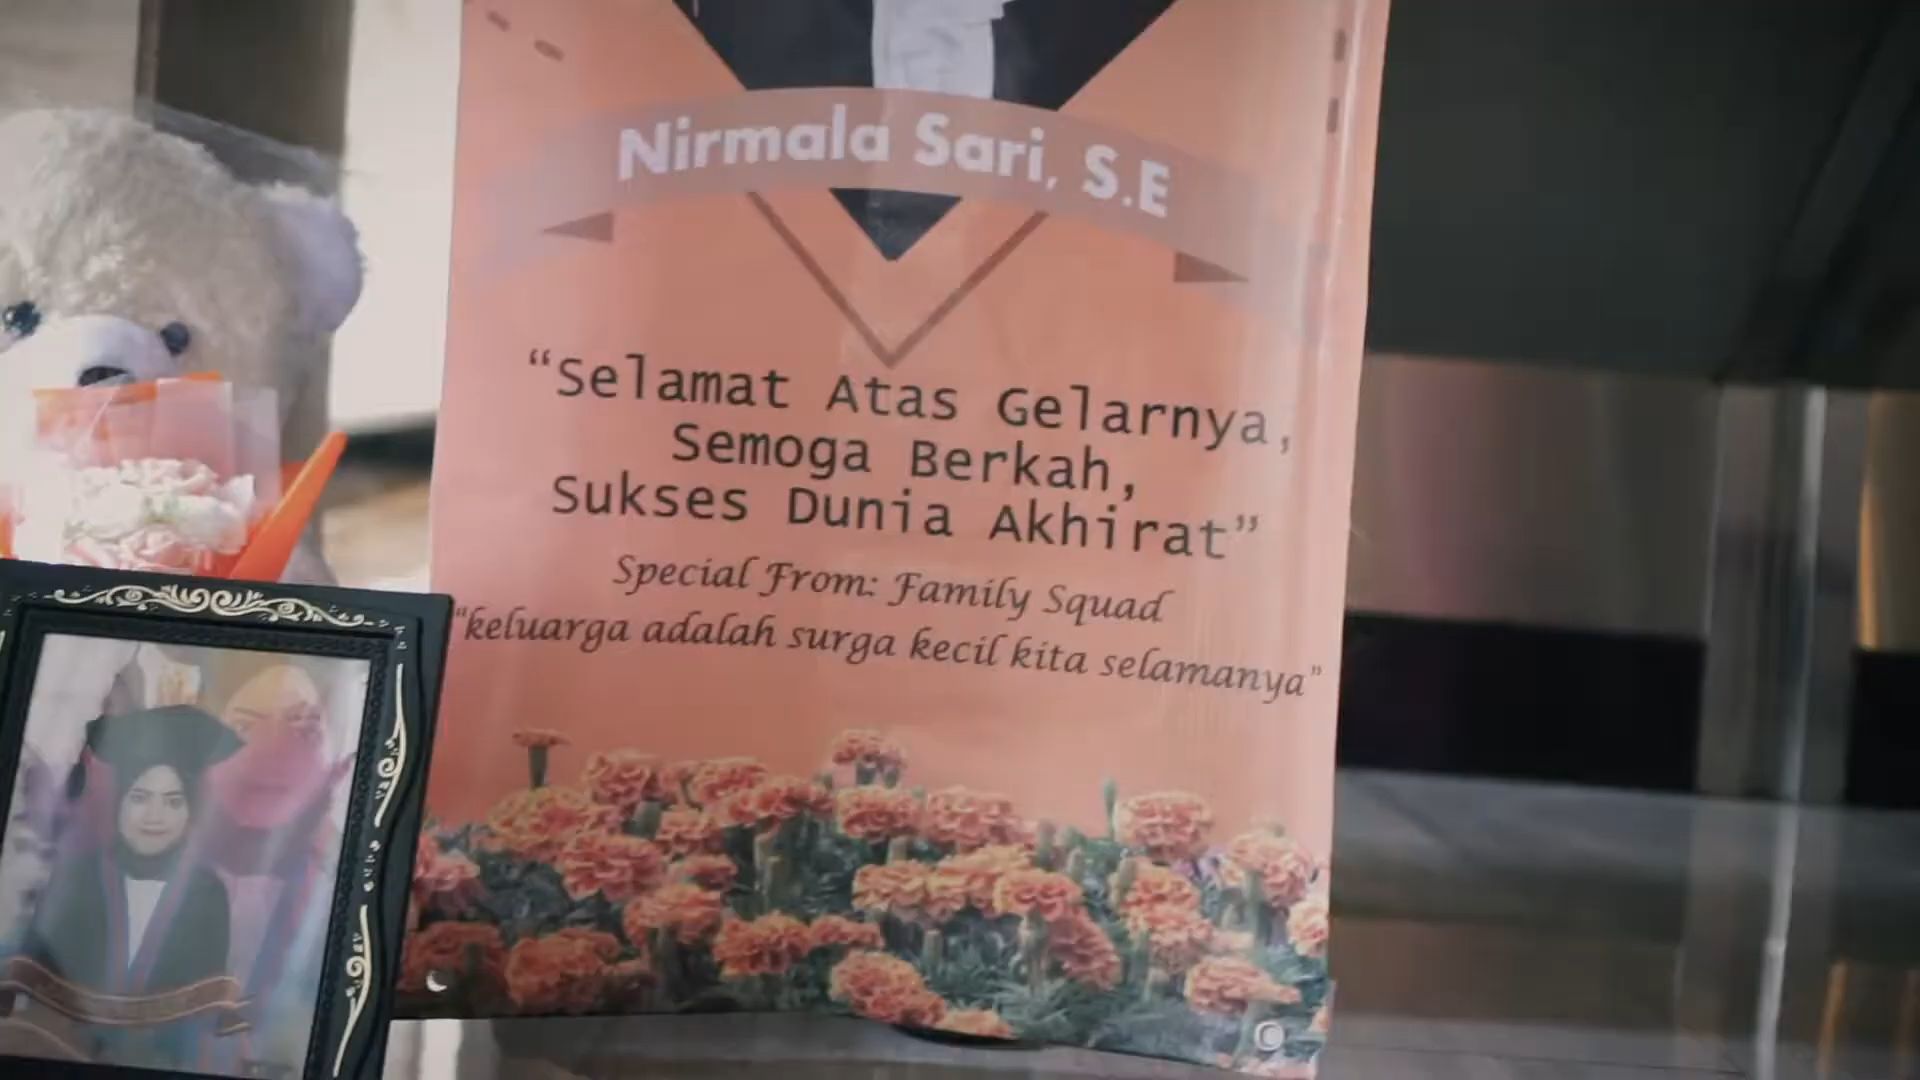 Nirmala Sari, S.E
“Selamat Atas Gelarnya,
Semoga Berkah,
Sukses Dunia Akhirat”
Special From: Family Squad
“keluarga adalah surga kecil kita selamanya”